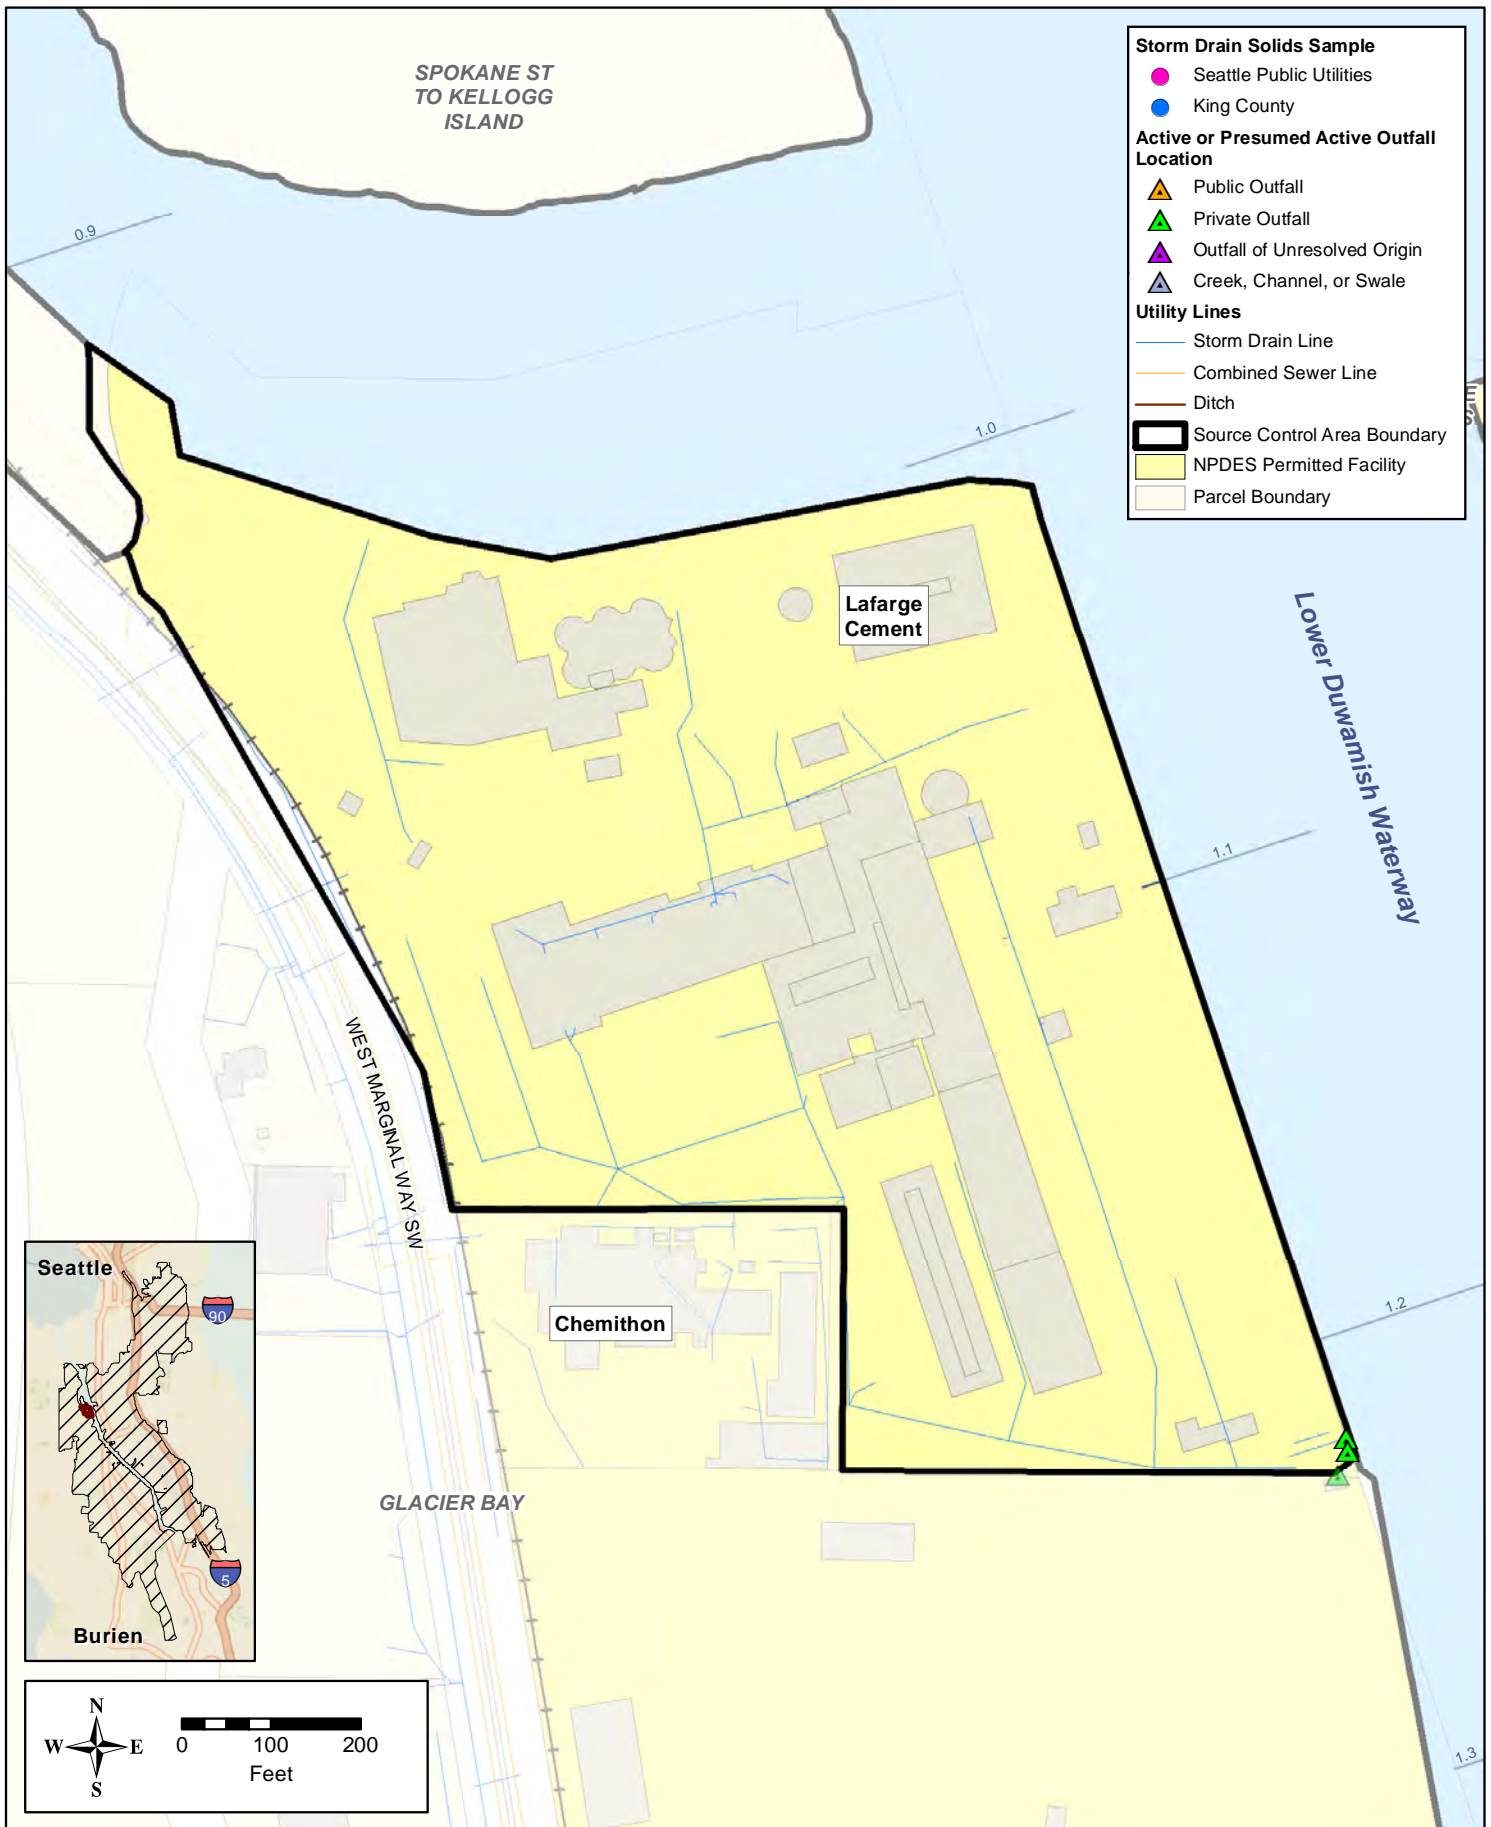 SPOKANE ST
TO KELLOGG
ISLAND
Storm Drain Solids Sample
Seattle Public Utilities
King County
Active or Presumed Active Outfall
Location
Public Outfall
Private Outfall
Outfall of Unresolved Origin
Creek, Channel, or Swale
Utility Lines
Storm Drain Line
Combined Sewer Line
Ditch
Source Control Area Boundary
NPDES Permitted Facility
Parcel Boundary
0.9
1.0
Lafarge
Cement
Lower Duwamish Waterway
1.1
WEST MARGINAL WAY SW
1.2
Chemithon
GLACIER BAY
Seattle
90
5
Burien
N
W
E
S
0
100
200
Feet
1.3